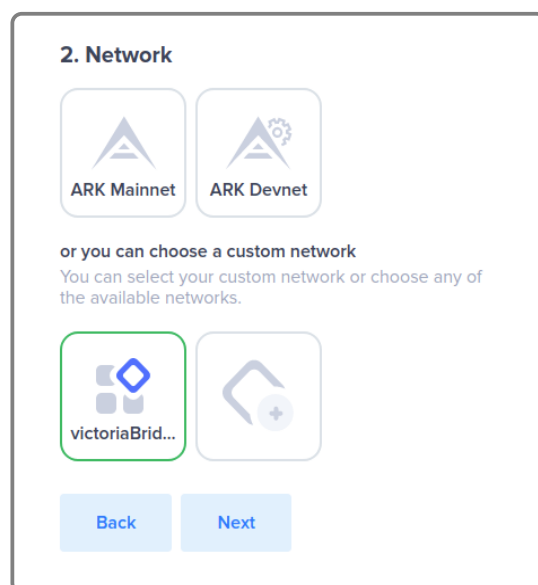 2. Network
ARK Mainnet
ARK Devnet
or you can choose a custom network
You can select your custom network or choose any of
the available networks.
victoriaBrid...
Back
Next